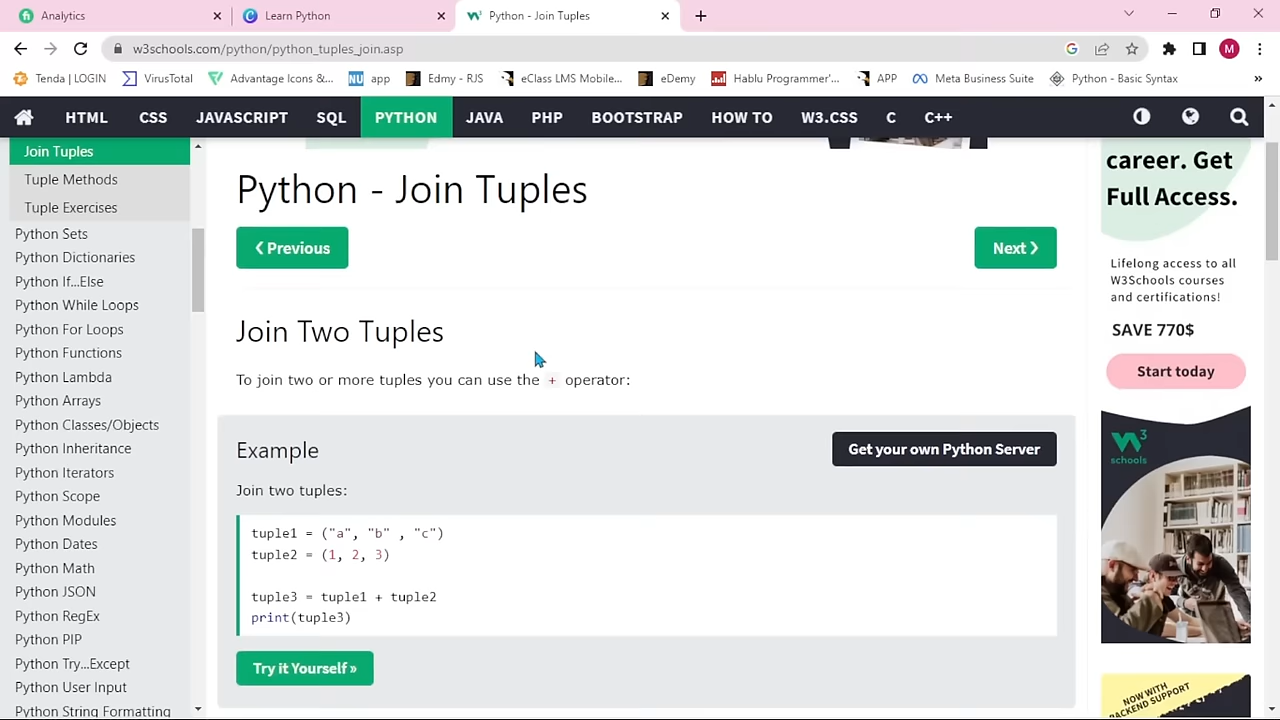 Analytics
Learn Python
Python - Join Tuples
w3schools.com/python/python_tuples_join.asp
M
Tenda | LOGIN
VirusTotal
Advantage Icons &...
NU app
Edmy - RJS
eClass LMS Mobile...
eDemy
Hablu Programmer'...
APP
Meta Business Suite
Python - Basic Syntax
»
HTML
CSS
JAVASCRIPT
SQL
PYTHON
JAVA
PHP
BOOTSTRAP
HOW TO
W3.CSS
C
C++
Join Tuples
Tuple Methods
Tuple Exercises
Python Sets
Python Dictionaries
Python If...Else
Python While Loops
Python For Loops
Python Functions
Python Lambda
Python Arrays
Python Classes/Objects
Python Inheritance
Python Iterators
Python Scope
Python Modules
Python Dates
Python Math
Python JSON
Python RegEx
Python PIP
Python Try...Except
Python User Input
Python String Formatting
Python - Join Tuples
❮ Previous
Next ❯
Join Two Tuples
To join two or more tuples you can use the + operator:
Example
Get your own Python Server
Join two tuples:
tuple1 = ("a", "b" , "c")
tuple2 = (1, 2, 3)
tuple3 = tuple1 + tuple2
print(tuple3)
Try it Yourself »
career. Get
Full Access.
Lifelong access to all
W3Schools courses
and certifications!
SAVE 770$
Start today
W3
schools
NOW WITH
BACKEND SUPPORT